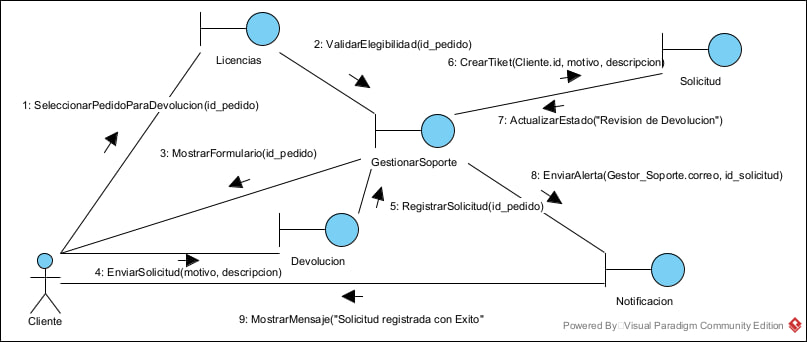 Licencias
2: ValidarElegibilidad(id_pedido)
6: CrearTiket(Cliente.id, motivo, descripcion)
Solicitud
1: SeleccionarPedidoParaDevolucion(id_pedido)
7: ActualizarEstado("Revision de Devolucion")
3: MostrarFormulario(id_pedido)
GestionarSoporte
8: EnviarAlerta(Gestor_Soporte.correo, id_solicitud)
5: RegistrarSolicitud(id_pedido)
Devolucion
4: EnviarSolicitud(motivo, descripcion)
Notificacion
Cliente
9: MostrarMensaje("Solicitud registrada con Exito"
Powered By Visual Paradigm Community Edition